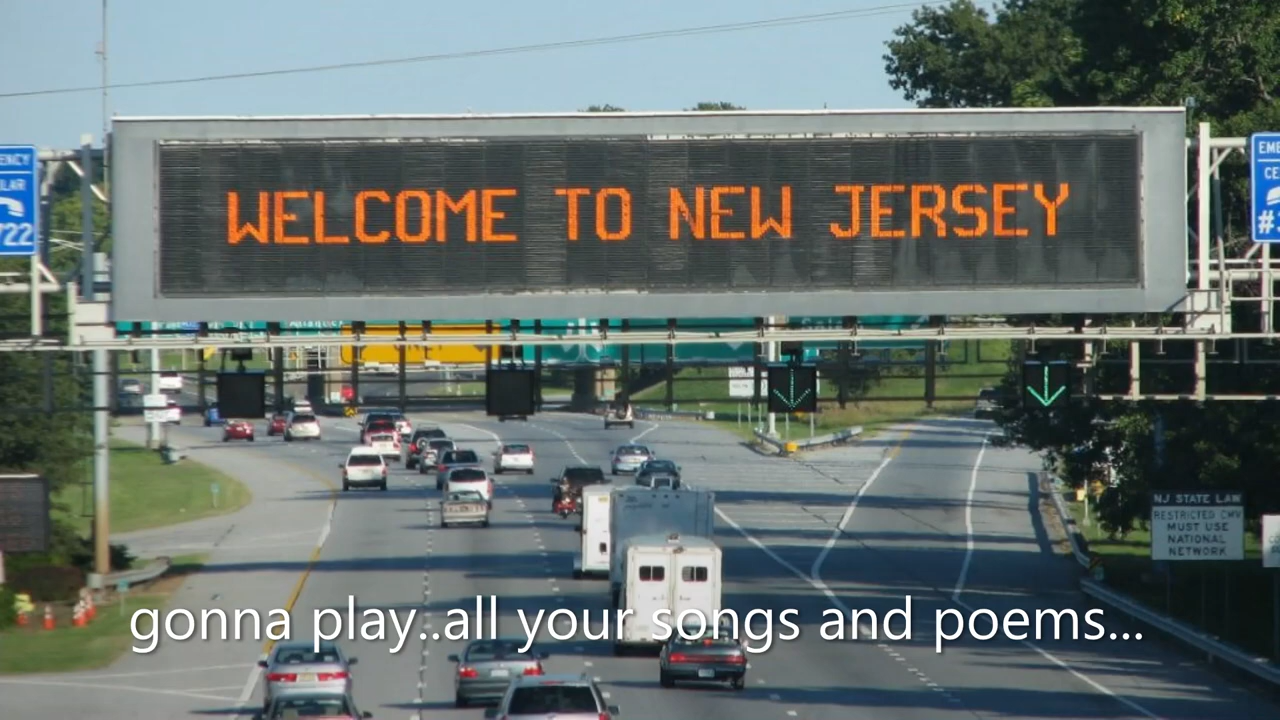 WELCOME TO NEW JERSEY
722
NJ STATE LAW
RESTRICTED CMV
MUST USE
NATIONAL
NETWORK
gonna play..all your songs and poems...